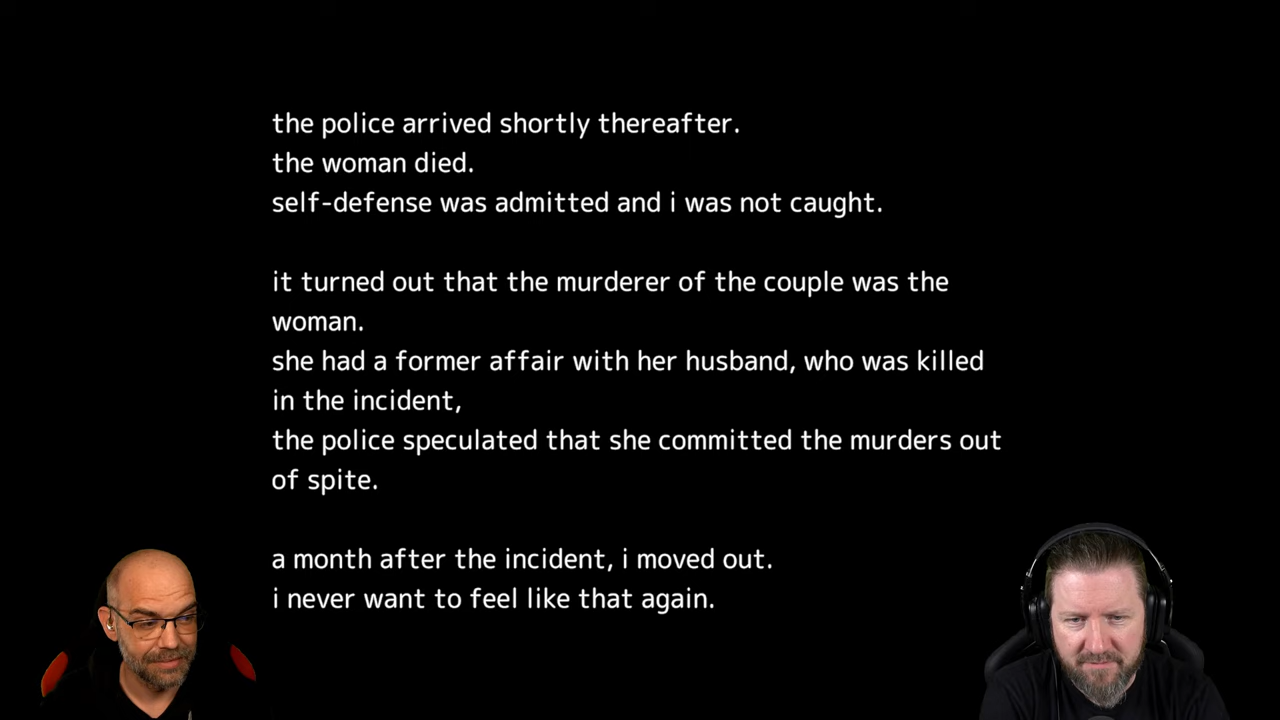 the police arrived shortly thereafter.
the woman died.
self-defense was admitted and i was not caught.
it turned out that the murderer of the couple was the
woman.
she had a former affair with her husband, who was killed
in the incident,
the police speculated that she committed the murders out
of spite.
a month after the incident, i moved out.
i never want to feel like that again.